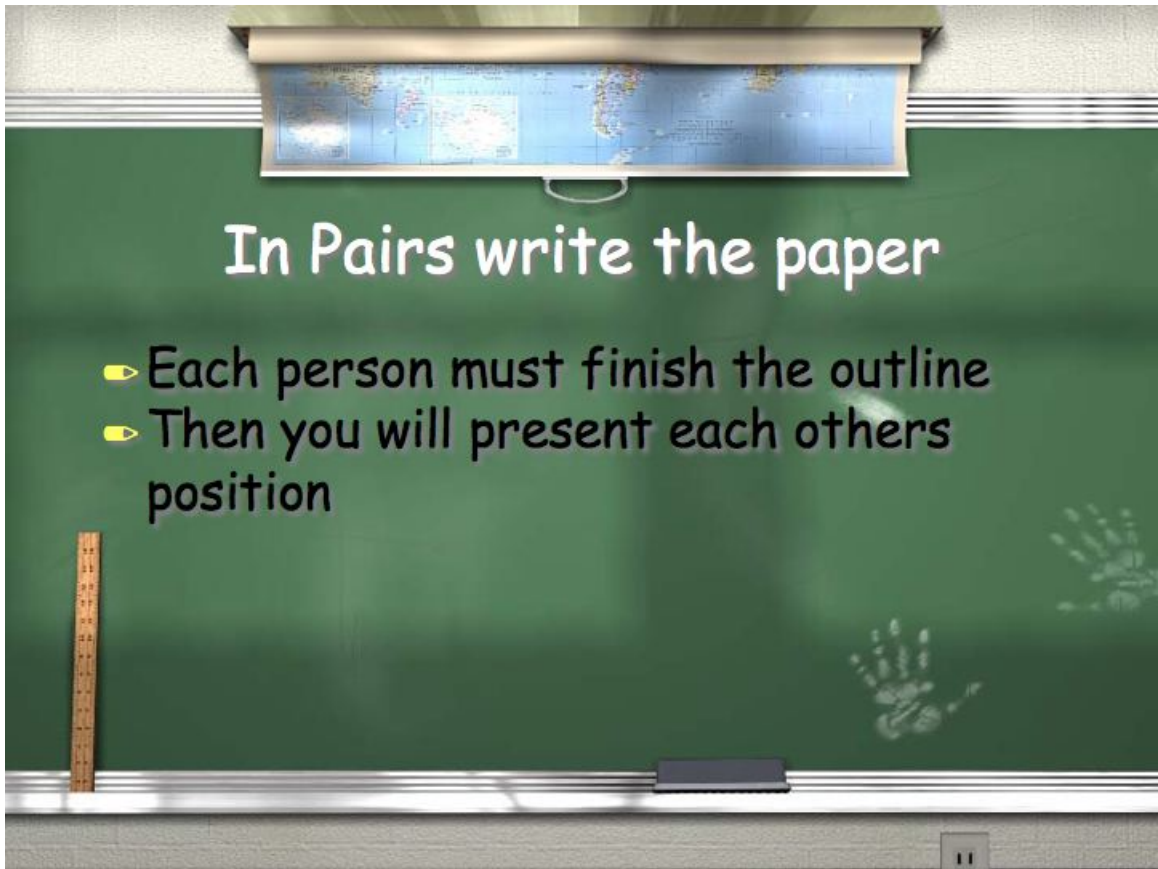 In Pairs write the paper
Each person must finish the outline
Then you will present each others
position